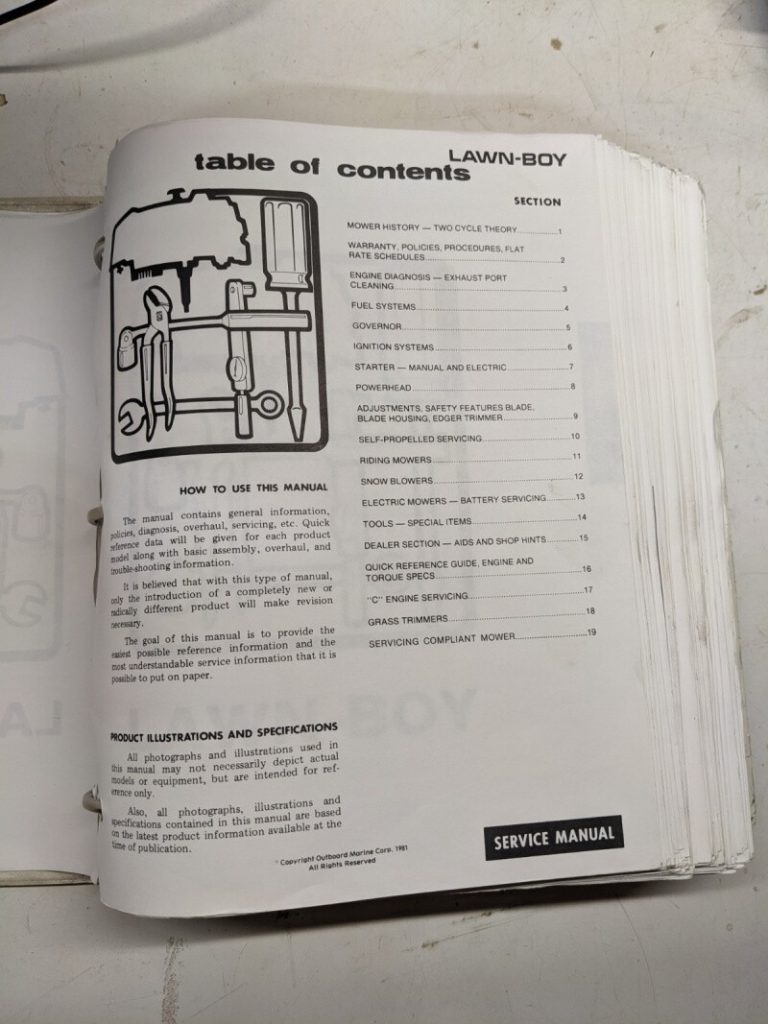 LAWN-BOY
table of contents
SECTION
MOWER HISTORY — TWO CYCLE THEORY..............1
WARRANTY, POLICIES, PROCEDURES, FLAT
RATE SCHEDULES..............2
ENGINE DIAGNOSIS — EXHAUST PORT
CLEANING..............3
FUEL SYSTEMS..............4
GOVERNOR..............5
IGNITION SYSTEMS..............6
STARTER — MANUAL AND ELECTRIC..............7
POWERHEAD..............8
ADJUSTMENTS, SAFETY FEATURES BLADE,
BLADE HOUSING, EDGER TRIMMER..............9
SELF-PROPELLED SERVICING..............10
RIDING MOWERS..............11
SNOW BLOWERS..............12
ELECTRIC MOWERS — BATTERY SERVICING..............13
TOOLS — SPECIAL ITEMS..............14
DEALER SECTION — AIDS AND SHOP HINTS..............15
QUICK REFERENCE GUIDE, ENGINE AND
TORQUE SPECS..............16
"C" ENGINE SERVICING..............17
GRASS TRIMMERS..............18
SERVICING COMPLIANT MOWER..............19
HOW TO USE THIS MANUAL
The manual contains general information,
policies, diagnosis, overhaul, servicing, etc. Quick
reference data will be given for each product
model along with basic assembly, overhaul, and
trouble-shooting information.
It is believed that with this type of manual,
only the introduction of a completely new or
radically different product will make revision
necessary.
The goal of this manual is to provide the
easiest possible reference information and the
most understandable service information that it is
possible to put on paper.
PRODUCT ILLUSTRATIONS AND SPECIFICATIONS
All photographs and illustrations used in
this manual may not necessarily depict actual
models or equipment, but are intended for ref-
erence only.
Also, all photographs, illustrations and
specifications contained in this manual are based
on the latest product information available at the
time of publication.
© Copyright Outboard Marine Corp. 1981
All Rights Reserved
SERVICE MANUAL